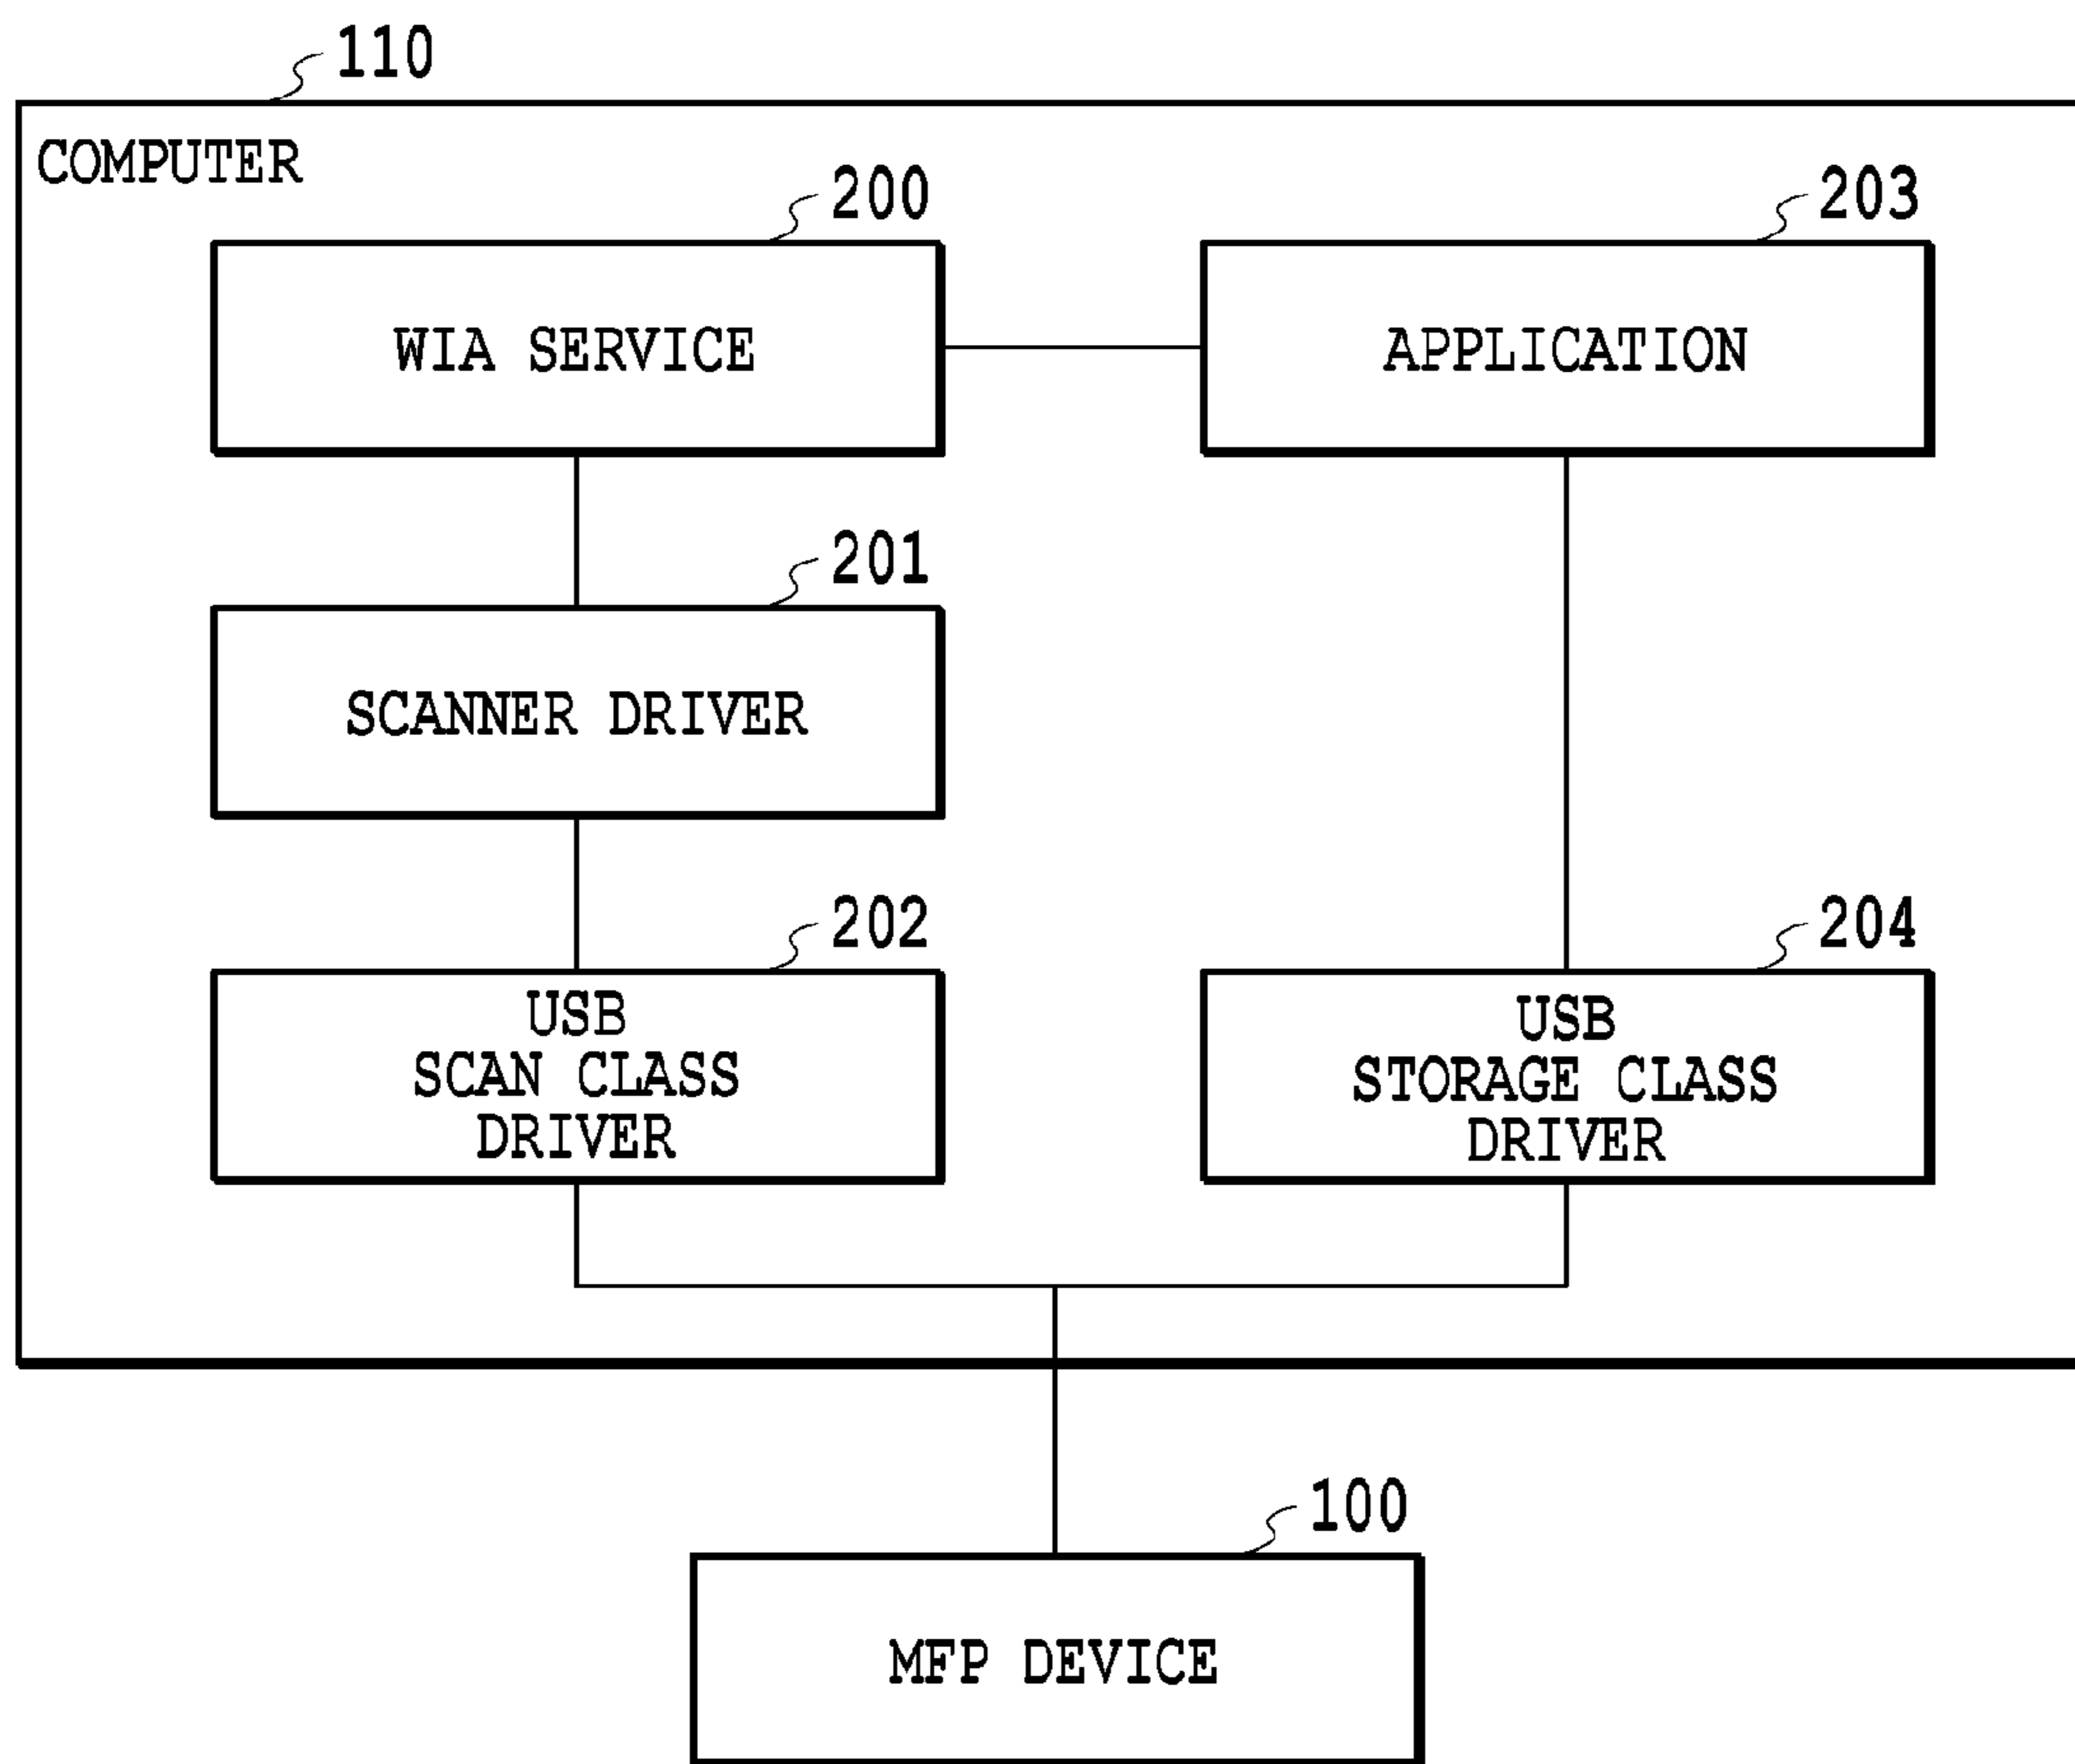 110
COMPUTER
200
203
WIA SERVICE
APPLICATION
201
SCANNER DRIVER
202
204
USB
SCAN CLASS
DRIVER
USB
STORAGE CLASS
DRIVER
100
MFP DEVICE